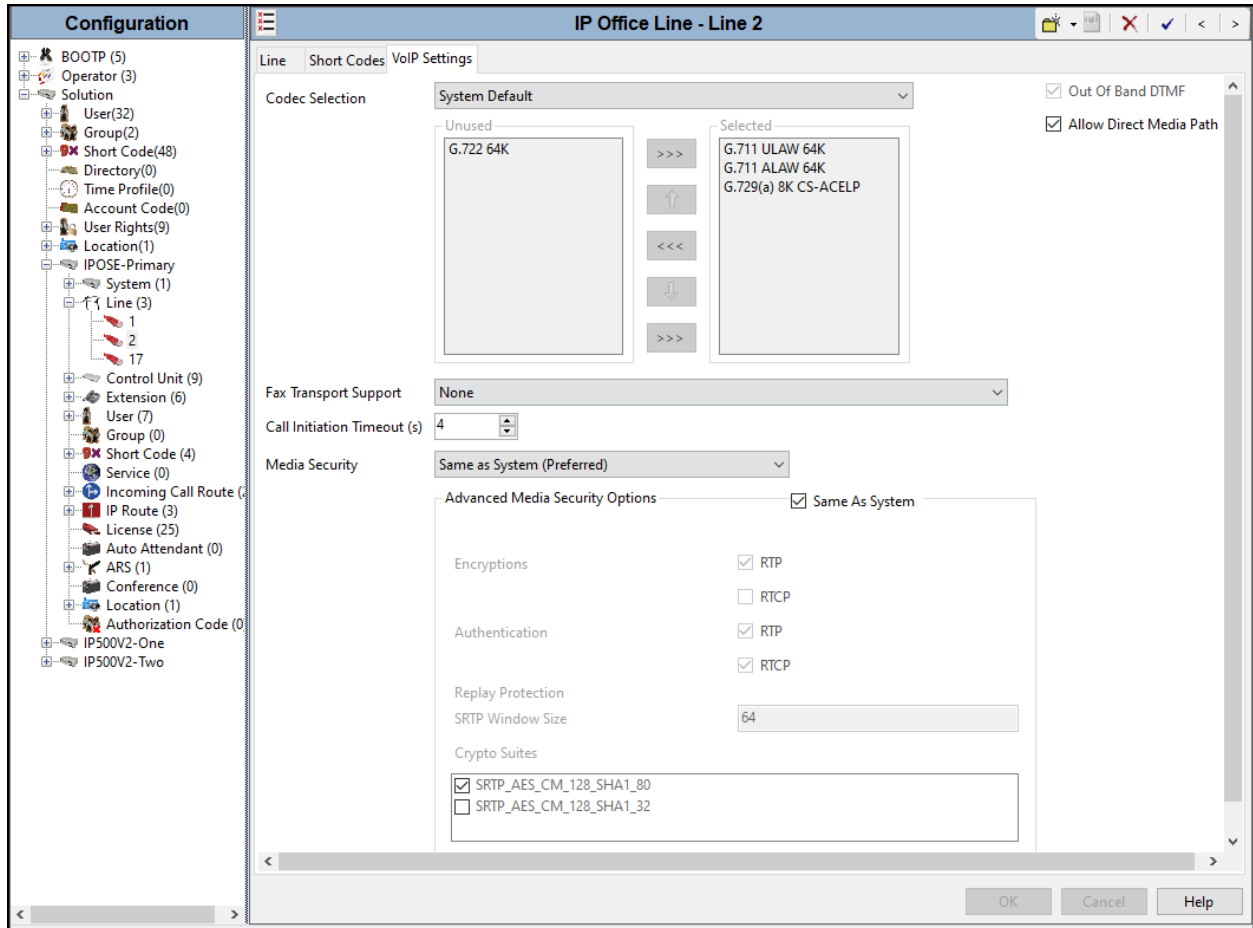 Configuration
BOOTP (5)
Operator (3)
Solution
User(32)
Group(2)
Short Code(48)
Directory(0)
Time Profile(0)
Account Code(0)
User Rights(9)
Location(1)
IPOSE-Primary
System (1)
Line (3)
1
2
17
Control Unit (9)
Extension (6)
User (7)
Group (0)
Short Code (4)
Service (0)
Incoming Call Route (
IP Route (3)
License (25)
Auto Attendant (0)
ARS (1)
Conference (0)
Location (1)
Authorization Code (0
IP500V2-One
IP500V2-Two
IP Office Line - Line 2
Line Short Codes VoIP Settings
Codec Selection System Default
Out Of Band DTMF
Allow Direct Media Path
Unused Selected
G.722 64K
>>>
<<<
>>>
G.711 ULAW 64K
G.711 ALAW 64K
G.729(a) 8K CS-ACELP
Fax Transport Support None
Call Initiation Timeout (s) 4
Media Security Same as System (Preferred)
Advanced Media Security Options Same As System
Encryptions RTP
RTCP
Authentication RTP
RTCP
Replay Protection
SRTP Window Size 64
Crypto Suites
SRTP_AES_CM_128_SHA1_80
SRTP_AES_CM_128_SHA1_32
OK Cancel Help